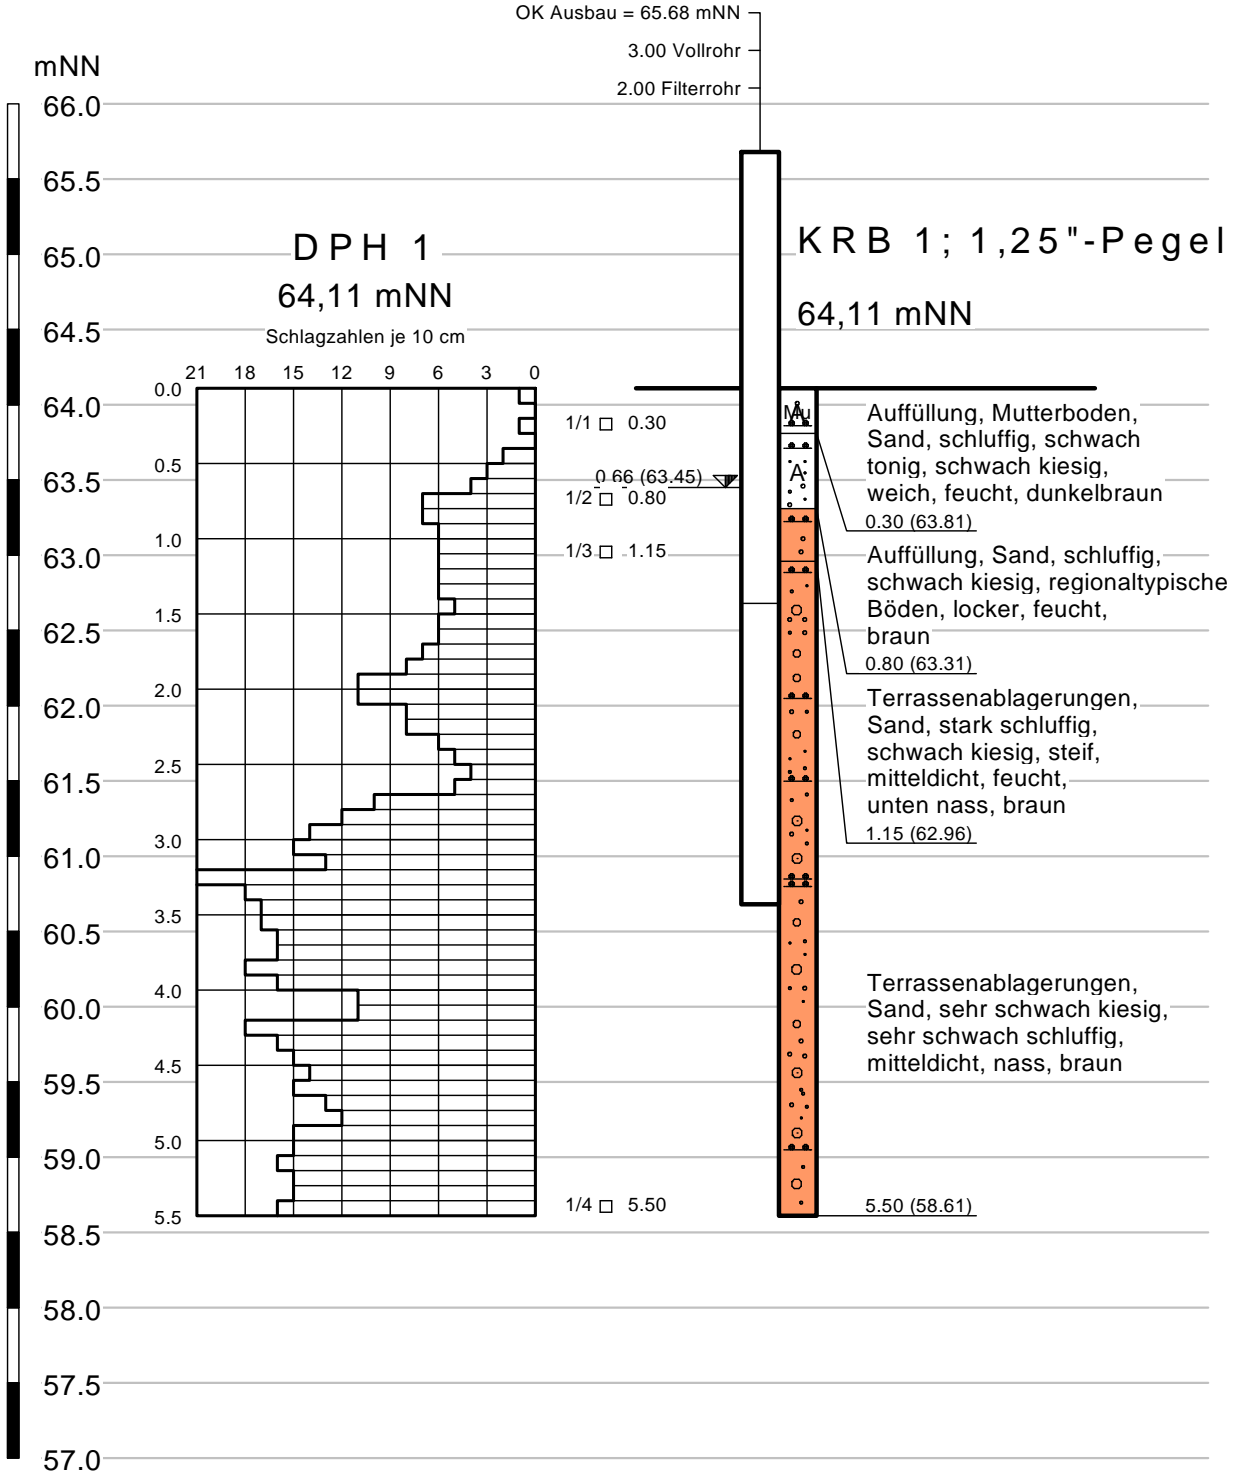 OK Ausbau = 65.68 mNN
3.00 Vollrohr
2.00 Filterrohr
mNN
66.0
65.5
65.0
64.5
64.0
63.5
63.0
62.5
62.0
61.5
61.0
60.5
60.0
59.5
59.0
58.5
58.0
57.5
57.0
DPH 1
64,11 mNN
Schlagzahlen je 10 cm
21 18 15 12 9 6 3 0
0.0
0.5
1.0
1.5
2.0
2.5
3.0
3.5
4.0
4.5
5.0
5.5
1/1 0.30
0.66 (63.45)
1/2 0.80
1/3 1.15
1/4 5.50
KRB 1; 1,25"-Pegel
64,11 mNN
Mu
A
Auffüllung, Mutterboden,
Sand, schluffig, schwach
tonig, schwach kiesig,
weich, feucht, dunkelbraun
0.30 (63.81)
Auffüllung, Sand, schluffig,
schwach kiesig, regionaltypische
Böden, locker, feucht,
braun
0.80 (63.31)
Terrassenablagerungen,
Sand, stark schluffig,
schwach kiesig, steif,
mitteldicht, feucht,
unten nass, braun
1.15 (62.96)
Terrassenablagerungen,
Sand, sehr schwach kiesig,
sehr schwach schluffig,
mitteldicht, nass, braun
5.50 (58.61)